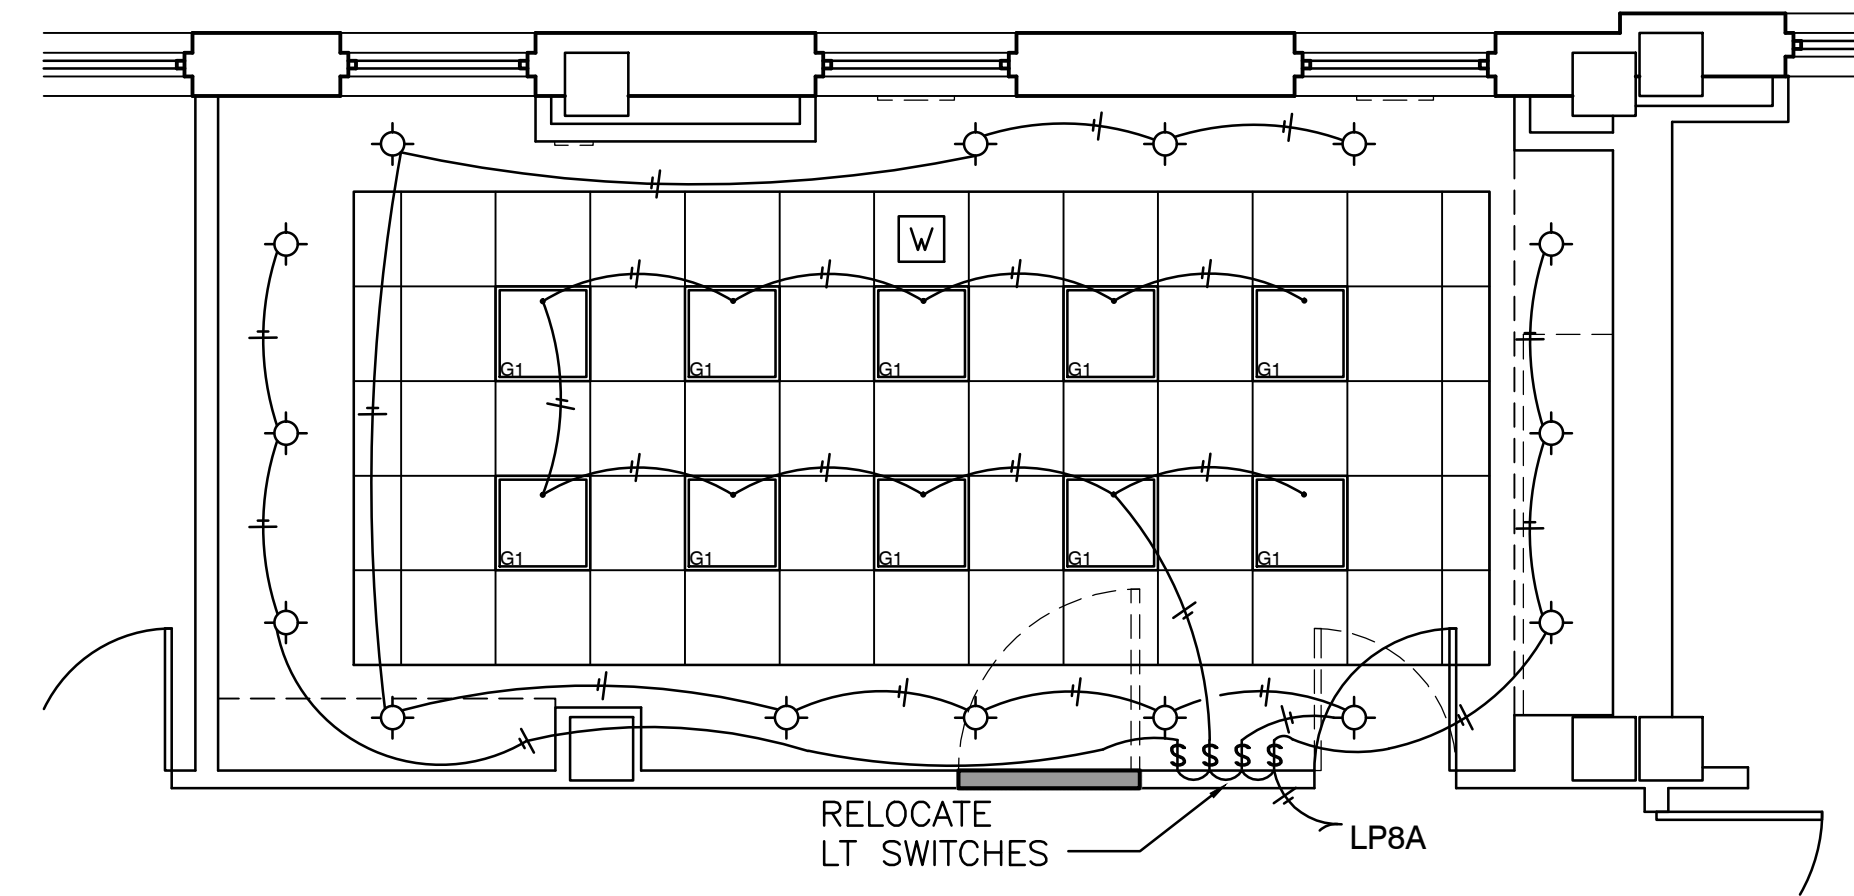 W
G1 G1 G1 G1 G1
G1 G1 G1 G1 G1
$ $ $ $
RELOCATE
LT SWITCHES
LP8A